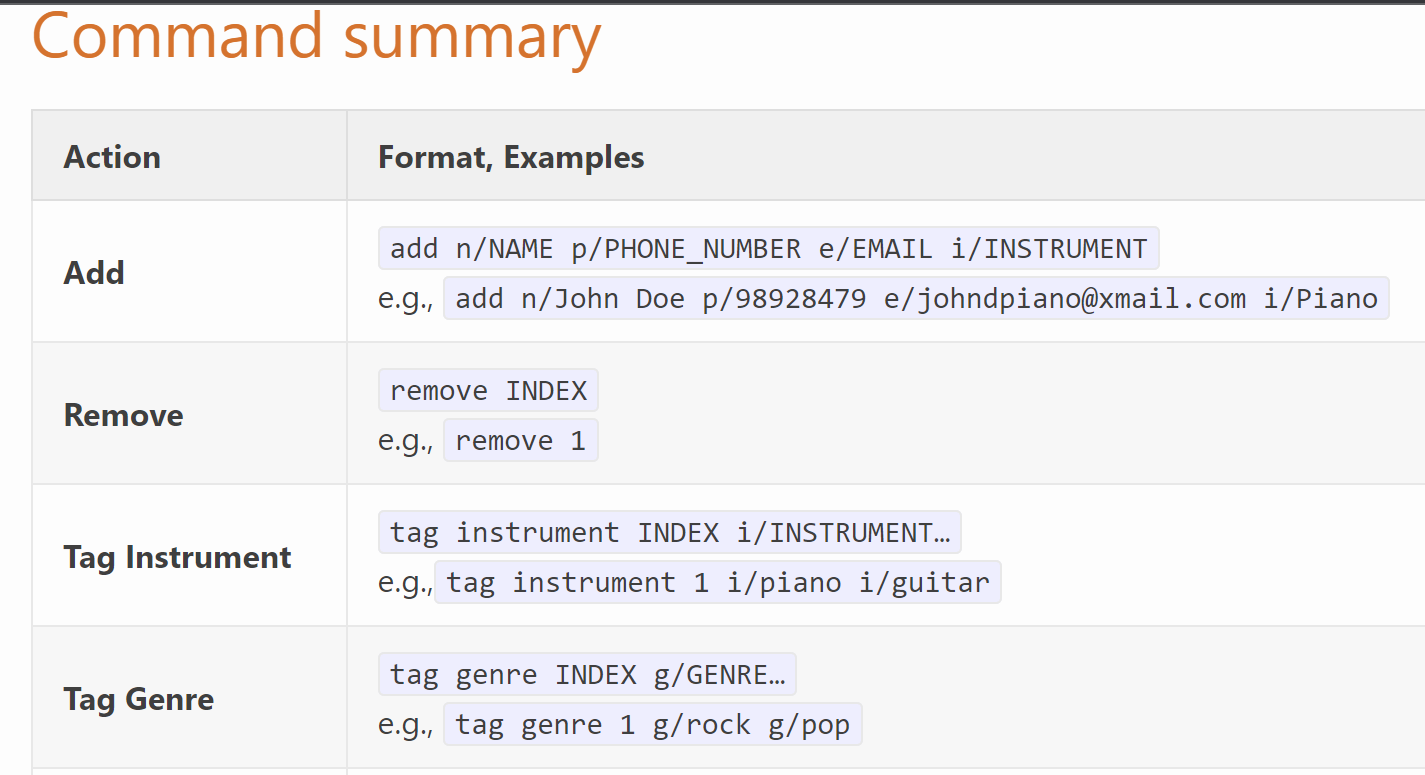 Command summary
Action
Format, Examples
Add
add n/NAME p/PHONE_NUMBER e/EMAIL i/INSTRUMENT
e.g., add n/John Doe p/98928479 e/johndpiano@xmail.com i/Piano
Remove
remove INDEX
e.g., remove 1
Tag Instrument
tag instrument INDEX i/INSTRUMENT…
e.g., tag instrument 1 i/piano i/guitar
Tag Genre
tag genre INDEX g/GENRE…
e.g., tag genre 1 g/rock g/pop